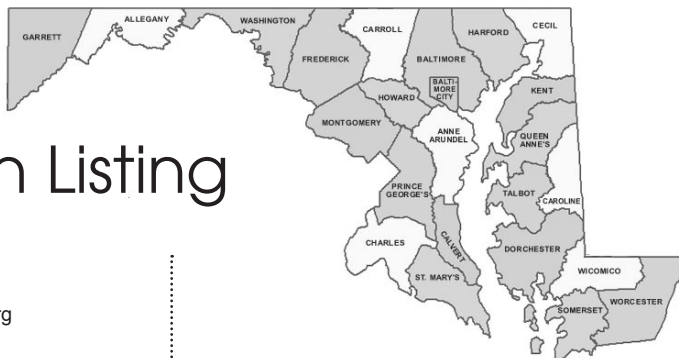 GARRETT
ALLEGANY
WASHINGTON
FREDERICK
CARROLL
BALTIMORE
HARFORD
CECIL
BALTI-
MORE
CITY
HOWARD
KENT
MONTGOMERY
ANNE
ARUNDEL
QUEEN
ANNE'S
n Listing
PRINCE
GEORGE'S
TALBOT
CAROLINE
CALVERT
CHARLES
DORCHESTER
ST. MARY'S
WICOMICO
rg
SOMERSET
WORCESTER